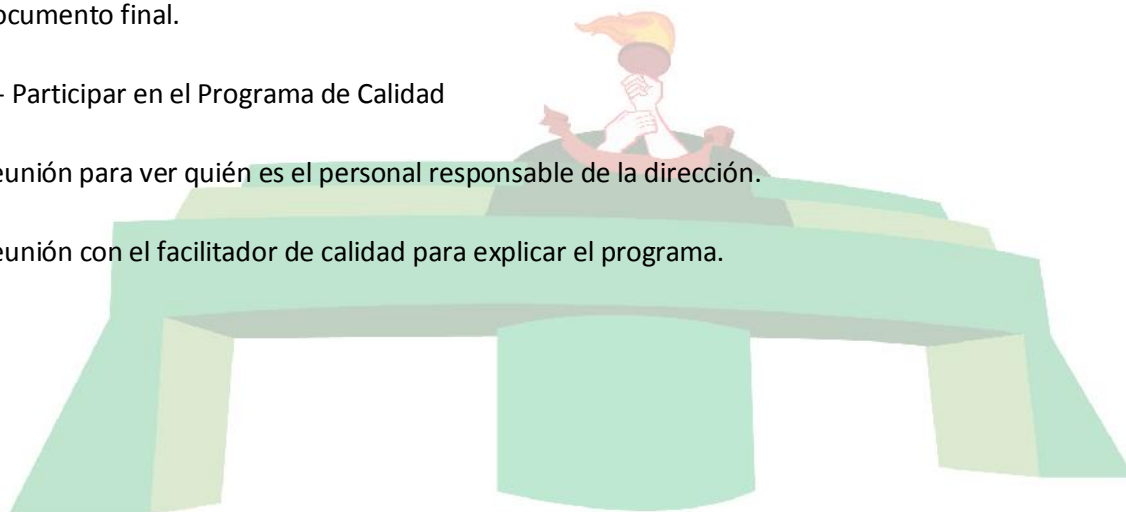 ocumento final.
- Participar en el Programa de Calidad
eunión para ver quién es el personal responsable de la dirección.
eunión con el facilitador de calidad para explicar el programa.